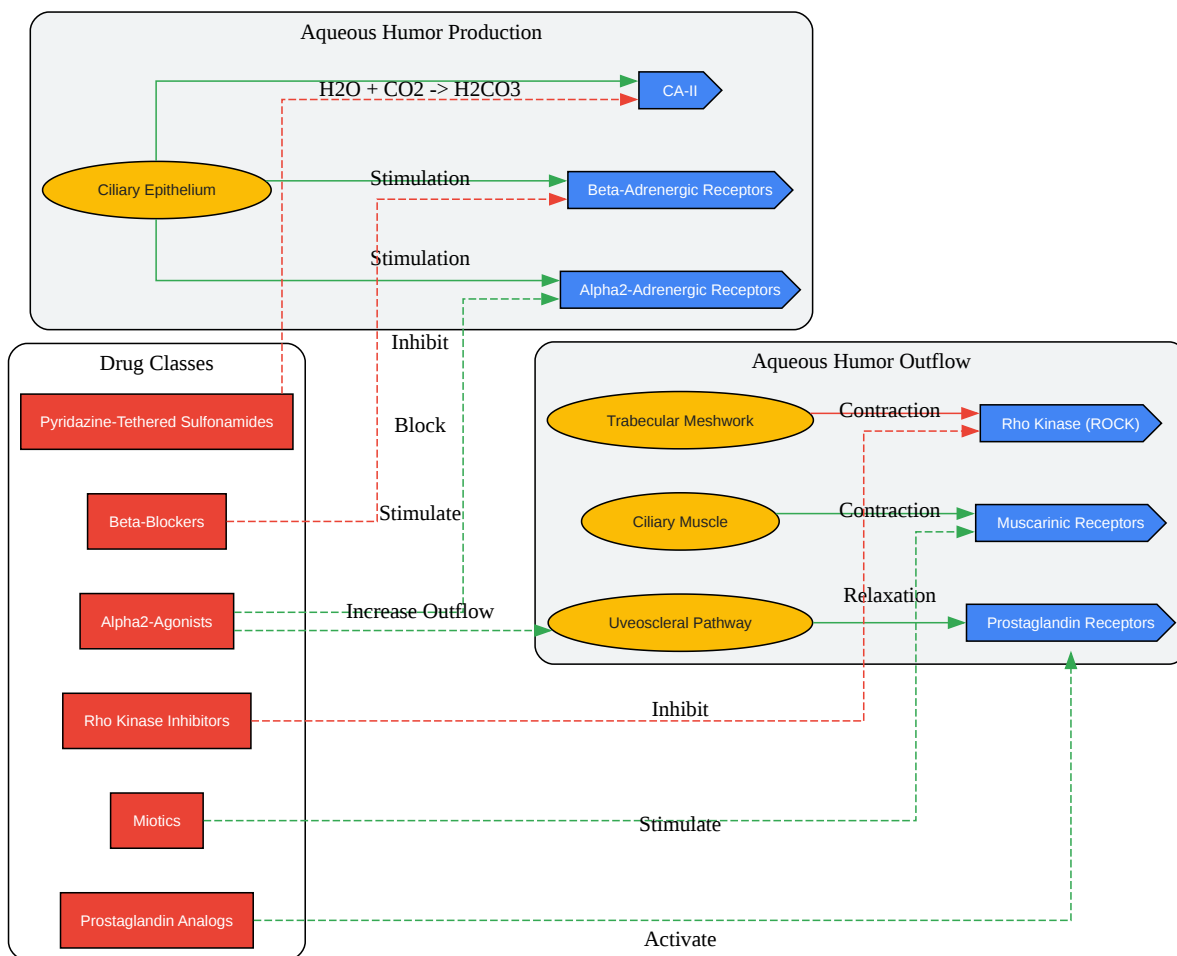 Aqueous Humor Production
H2O + CO2 -> H2CO3
CA-II
Ciliary Epithelium
Stimulation
Beta-Adrenergic Receptors
Stimulation
Alpha2-Adrenergic Receptors
Inhibit
Block
Stimulate
Increase Outflow
Drug Classes
Pyridazine-Tethered Sulfonamides
Beta-Blockers
Alpha2-Agonists
Rho Kinase Inhibitors
Miotics
Prostaglandin Analogs
Aqueous Humor Outflow
Trabecular Meshwork
Contraction
Rho Kinase (ROCK)
Ciliary Muscle
Contraction
Muscarinic Receptors
Uveoscleral Pathway
Relaxation
Prostaglandin Receptors
Inhibit
Stimulate
Activate